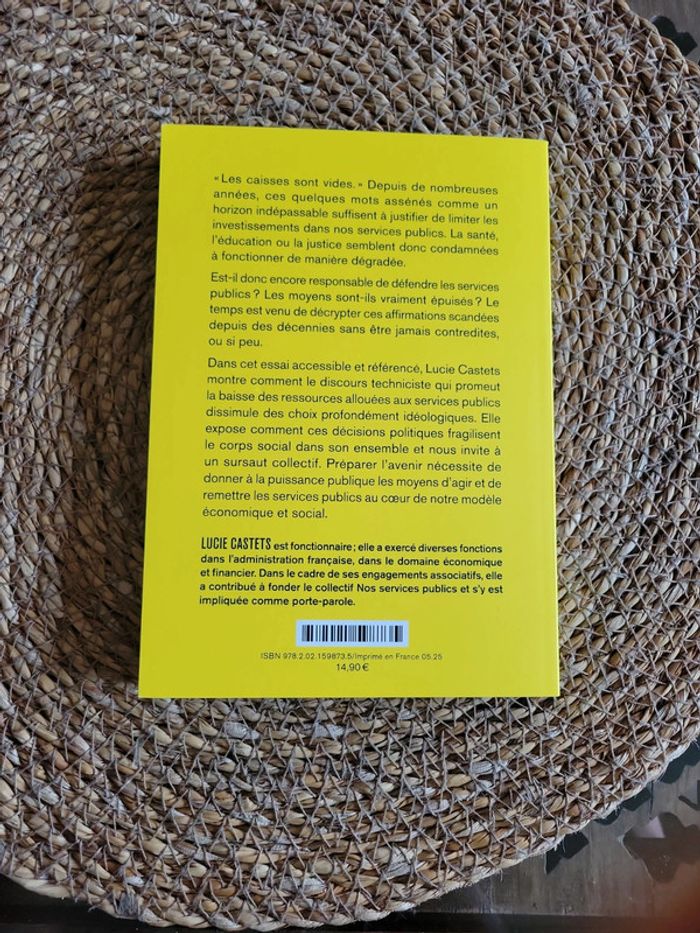 « Les caisses sont vides. » Depuis de nombreuses
années, ces quelques mots assénés comme un
horizon indépassable suffisent à justifier de limiter les
investissements dans nos services publics. La santé,
l'éducation ou la justice semblent donc condamnées
à fonctionner de manière dégradée.
Est-il donc encore responsable de défendre les services
publics ? Les moyens sont-ils vraiment épuisés ? Le
temps est venu de décrypter ces affirmations scandées
depuis des décennies sans être jamais contredites,
ou si peu.
Dans cet essai accessible et référencé, Lucie Castets
montre comment le discours techniciste qui promeut
la baisse des ressources allouées aux services publics
dissimule des choix profondément idéologiques. Elle
expose comment ces décisions politiques fragilisent
le corps social dans son ensemble et nous invite à
un sursaut collectif. Préparer l'avenir nécessite de
donner à la puissance publique les moyens d'agir et de
remettre les services publics au cœur de notre modèle
économique et social.
LUCIE CASTETS est fonctionnaire ; elle a exercé diverses fonctions
dans l'administration française, dans le domaine économique
et financier. Dans le cadre de ses engagements associatifs, elle
a contribué à fonder le collectif Nos services publics et s'y est
impliquée comme porte-parole.
ISBN 978.2.02.159873.5/Imprimé en France 05.25
14,90 €